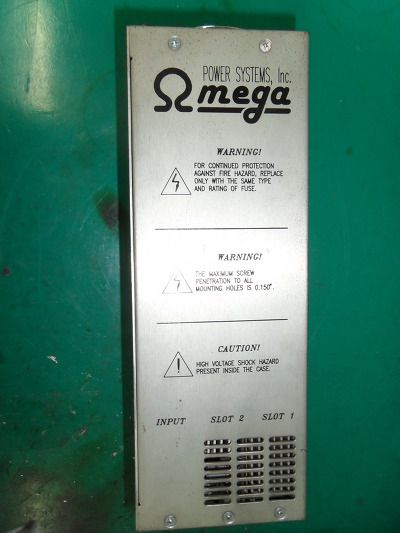 POWER SYSTEMS, Inc.
Ωmega
WARNING!
FOR CONTINUED PROTECTION
AGAINST FIRE HAZARD, REPLACE
ONLY WITH THE SAME TYPE
AND RATING OF FUSE.
WARNING!
THE MAXIMUM SCREW
PENETRATION TO ALL
MOUNTING HOLES IS 0.150".
CAUTION!
HIGH VOLTAGE SHOCK HAZARD
PRESENT INSIDE THE CASE.
INPUT SLOT 2 SLOT 1